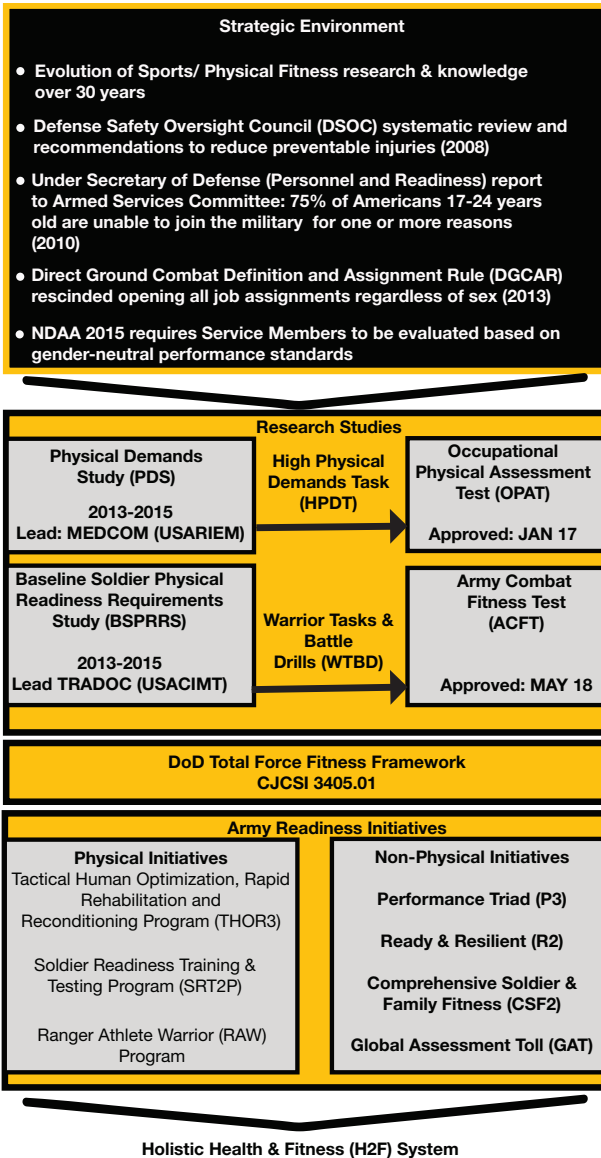 Strategic Environment
● Evolution of Sports/ Physical Fitness research & knowledge
over 30 years
● Defense Safety Oversight Council (DSOC) systematic review and
recommendations to reduce preventable injuries (2008)
● Under Secretary of Defense (Personnel and Readiness) report
to Armed Services Committee: 75% of Americans 17-24 years
old are unable to join the military for one or more reasons
(2010)
● Direct Ground Combat Definition and Assignment Rule (DGCAR)
rescinded opening all job assignments regardless of sex (2013)
● NDAA 2015 requires Service Members to be evaluated based on
gender-neutral performance standards
Research Studies
Physical Demands
Study (PDS)
2013-2015
Lead: MEDCOM (USARIEM)
High Physical
Demands Task
(HPDT)
Occupational
Physical Assessment
Test (OPAT)
Approved: JAN 17
Baseline Soldier Physical
Readiness Requirements
Study (BSPRRS)
2013-2015
Lead TRADOC (USACIMT)
Warrior Tasks &
Battle
Drills (WTBD)
Army Combat
Fitness Test
(ACFT)
Approved: MAY 18
DoD Total Force Fitness Framework
CJCSI 3405.01
Army Readiness Initiatives
Physical Initiatives
Tactical Human Optimization, Rapid
Rehabilitation and
Reconditioning Program (THOR3)
Soldier Readiness Training &
Testing Program (SRT2P)
Ranger Athlete Warrior (RAW)
Program
Non-Physical Initiatives
Performance Triad (P3)
Ready & Resilient (R2)
Comprehensive Soldier &
Family Fitness (CSF2)
Global Assessment Toll (GAT)
Holistic Health & Fitness (H2F) System